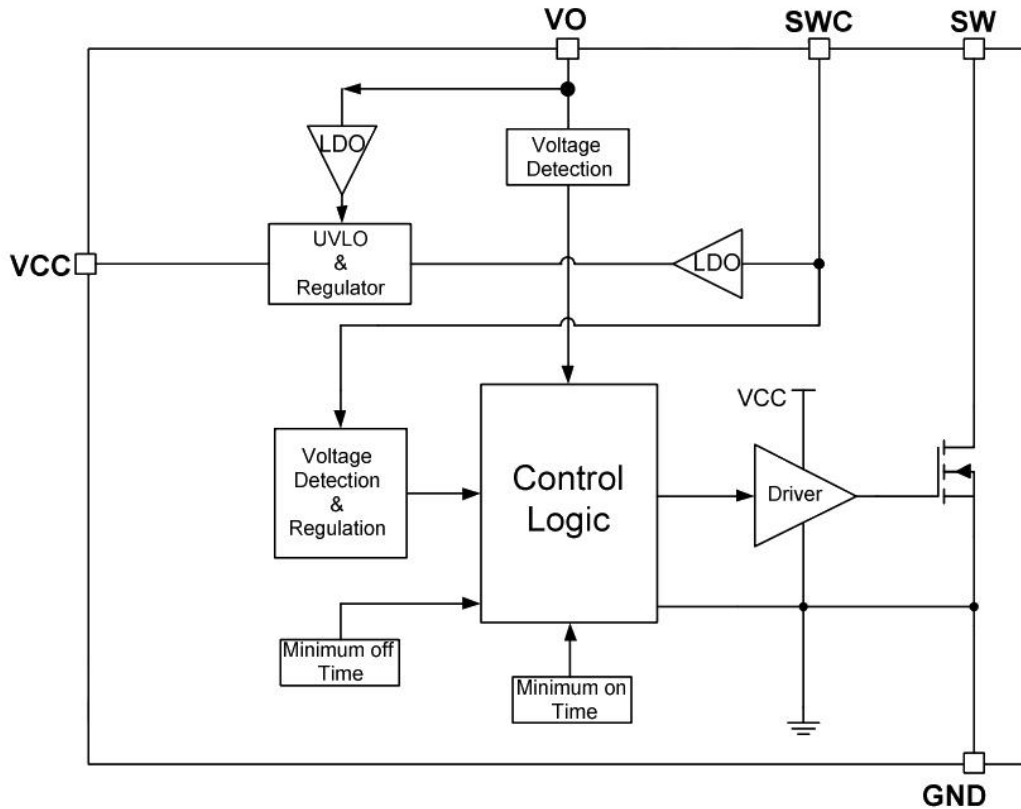 VO
SWC
SW
LDO
Voltage
Detection
UVLO
&
Regulator
VCC
LDO
VCC
Voltage
Detection
&
Regulation
Control
Logic
Driver
Minimum off
Time
Minimum on
Time
GND